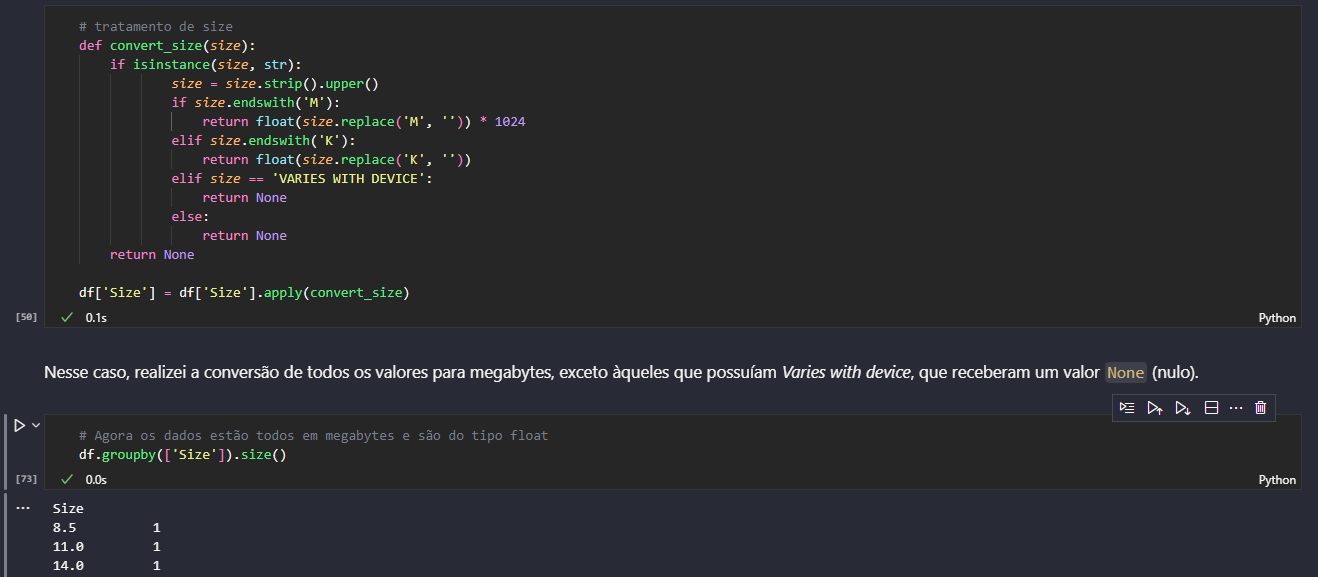 # tratamento de size
def convert_size(size):
    if isinstance(size, str):
            size = size.strip().upper()
            if size.endswith('M'):
                return float(size.replace('M', '')) * 1024
            elif size.endswith('K'):
                return float(size.replace('K', ''))
            elif size == 'VARIES WITH DEVICE':
                return None
            else:
                return None
    return None

df['Size'] = df['Size'].apply(convert_size)
[50] ✓ 0.1s Python
Nesse caso, realizei a conversão de todos os valores para megabytes, exceto àqueles que possuíam Varies with device, que receberam um valor None (nulo).
# Agora os dados estão todos em megabytes e são do tipo float
df.groupby(['Size']).size()
[73] ✓ 0.0s Python
... Size
8.5 1
11.0 1
14.0 1